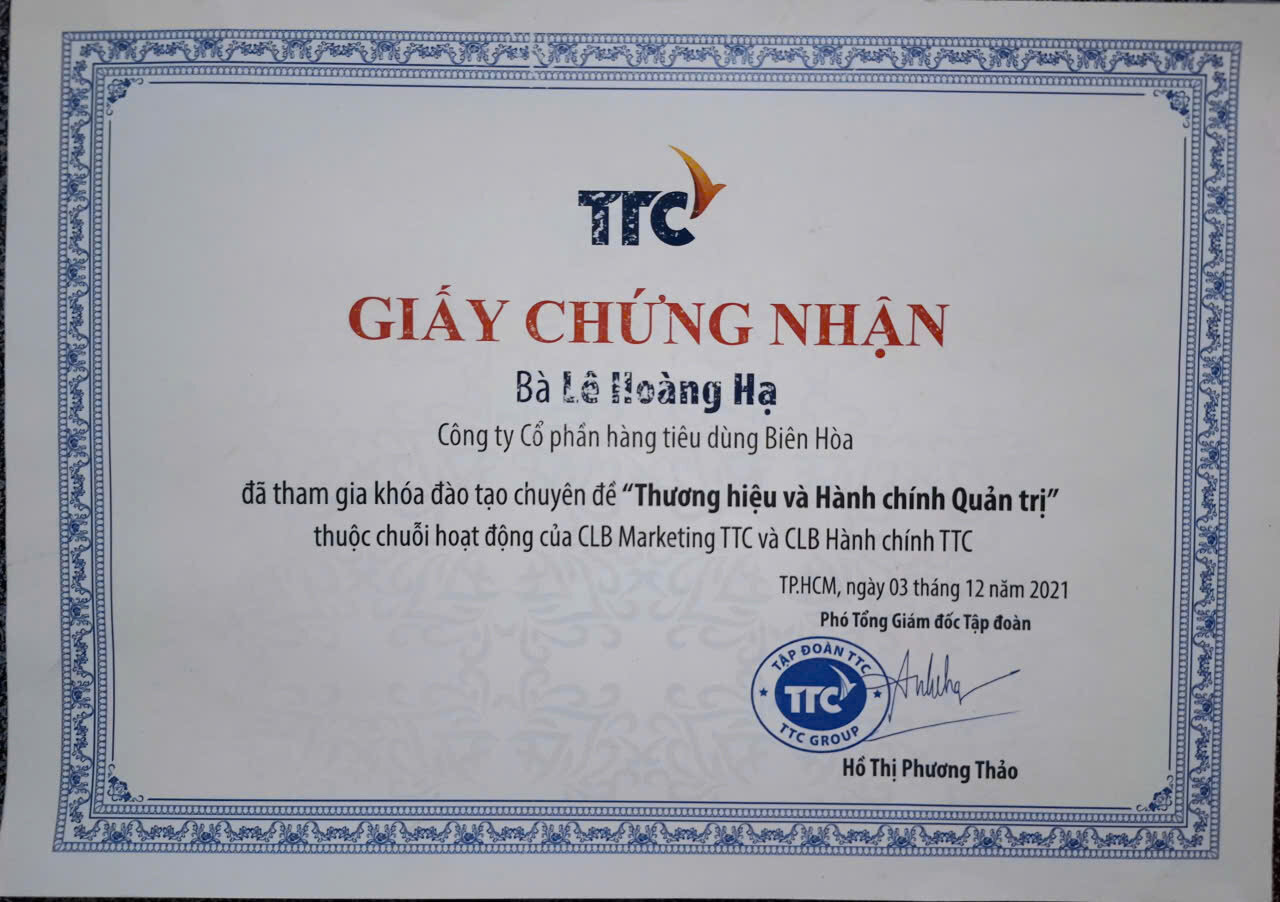 TTC
GIẤY CHỨNG NHẬN
Bà Lê Hoàng Hạ
Công ty Cổ phần hàng tiêu dùng Biên Hòa
đã tham gia khóa đào tạo chuyên đề “Thương hiệu và Hành chính Quản trị”
thuộc chuỗi hoạt động của CLB Marketing TTC và CLB Hành chính TTC
TP.HCM, ngày 03 tháng 12 năm 2021
Phó Tổng Giám đốc Tập đoàn
TẬP ĐOÀN TTC
TTC
TTC GROUP
Hồ Thị Phương Thảo